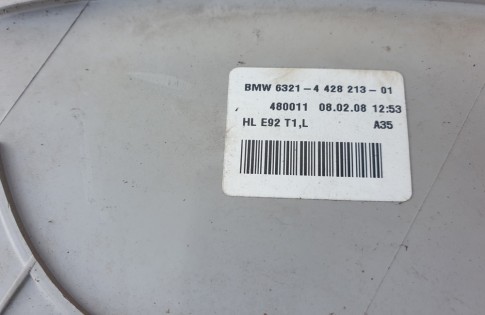 BMW 6321-4 428 213-01
480011 08.02.08 12:53
HL E92 T1,L A35